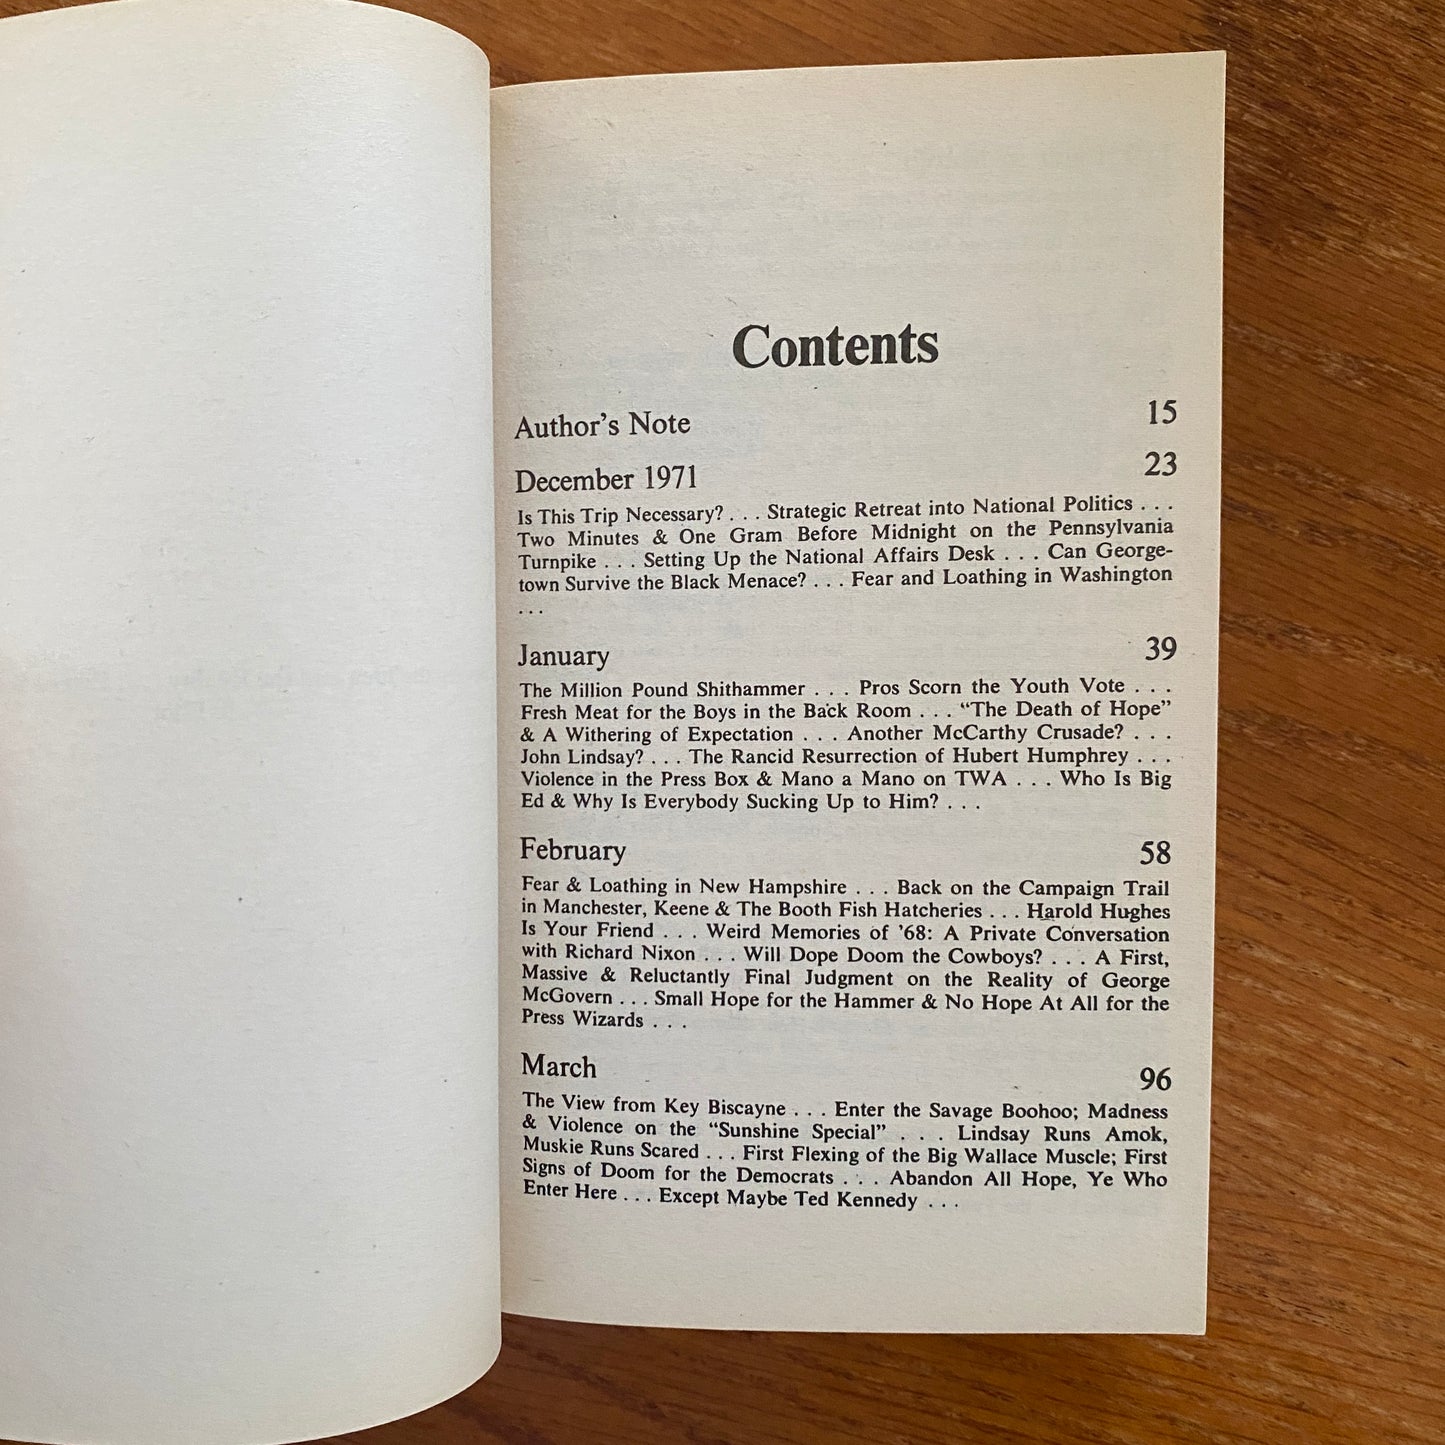 Contents
Author's Note 15
December 1971 23
Is This Trip Necessary? . . . Strategic Retreat into National Politics . . .
Two Minutes & One Gram Before Midnight on the Pennsylvania
Turnpike . . . Setting Up the National Affairs Desk . . . Can George-
town Survive the Black Menace? . . . Fear and Loathing in Washington
. . .
January 39
The Million Pound Shithammer . . . Pros Scorn the Youth Vote . . .
Fresh Meat for the Boys in the Back Room . . . “The Death of Hope”
& A Withering of Expectation . . . Another McCarthy Crusade? . . .
John Lindsay? . . . The Rancid Resurrection of Hubert Humphrey . . .
Violence in the Press Box & Mano a Mano on TWA . . . Who Is Big
Ed & Why Is Everybody Sucking Up to Him? . . .
February 58
Fear & Loathing in New Hampshire . . . Back on the Campaign Trail
in Manchester, Keene & The Booth Fish Hatcheries . . . Harold Hughes
Is Your Friend . . . Weird Memories of ’68: A Private Conversation
with Richard Nixon . . . Will Dope Doom the Cowboys? . . . A First,
Massive & Reluctantly Final Judgment on the Reality of George
McGovern . . . Small Hope for the Hammer & No Hope At All for the
Press Wizards . . .
March 96
The View from Key Biscayne . . . Enter the Savage Boohoo; Madness
& Violence on the “Sunshine Special” . . . Lindsay Runs Amok,
Muskie Runs Scared . . . First Flexing of the Big Wallace Muscle; First
Signs of Doom for the Democrats . . . Abandon All Hope, Ye Who
Enter Here . . . Except Maybe Ted Kennedy . . .